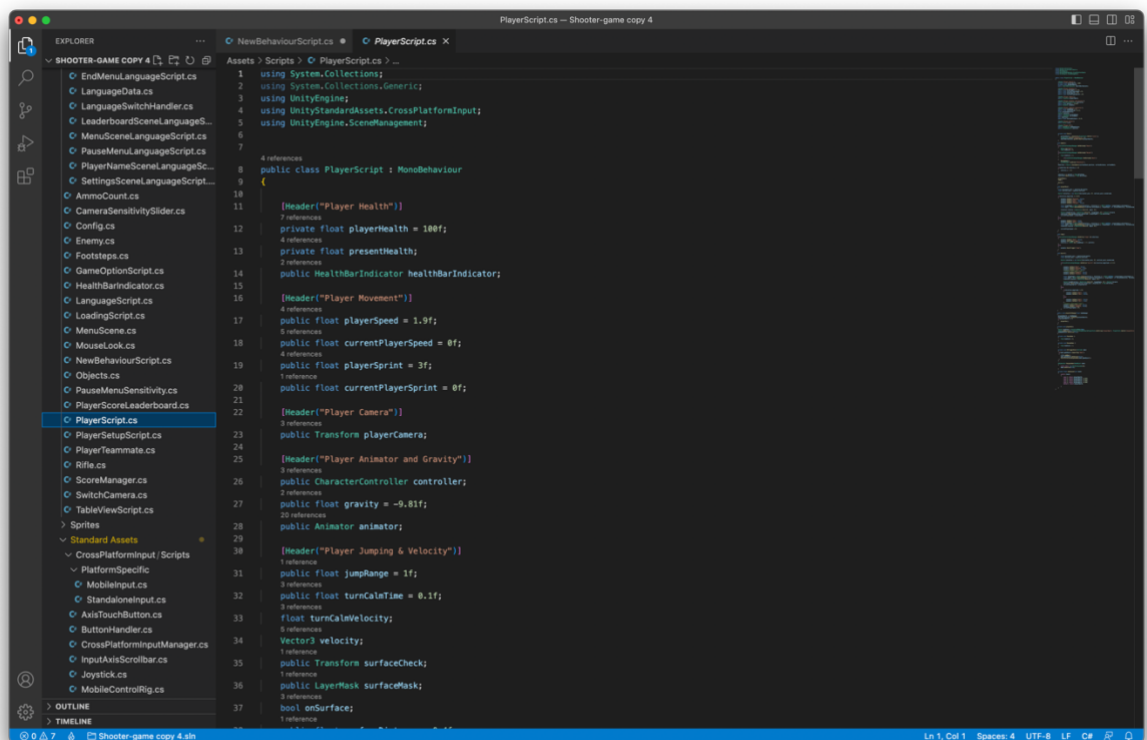 PlayerScript.cs — Shooter-game copy 4
EXPLORER
SHOOTER-GAME COPY 4
EndMenuLanguageScript.cs
LanguageData.cs
LanguageSwitchHandler.cs
LeaderboardSceneLanguageS...
MenuSceneLanguageScript.cs
PauseMenuLanguageScript.cs
PlayerNameSceneLanguageSc...
SettingsSceneLanguageScript....
AmmoCount.cs
CameraSensitivitySlider.cs
Config.cs
Enemy.cs
Footsteps.cs
GameOptionScript.cs
HealthBarIndicator.cs
LanguageScript.cs
LoadingScript.cs
MenuScene.cs
MouseLook.cs
NewBehaviourScript.cs
Objects.cs
PauseMenuSensitivity.cs
PlayerScoreLeaderboard.cs
PlayerScript.cs
PlayerSetupScript.cs
PlayerTeammate.cs
Rifle.cs
ScoreManager.cs
SwitchCamera.cs
TableViewScript.cs
Sprites
Standard Assets
CrossPlatformInput / Scripts
PlatformSpecific
MobileInput.cs
StandaloneInput.cs
AxisTouchButton.cs
ButtonHandler.cs
CrossPlatformInputManager.cs
InputAxisScrollbar.cs
Joystick.cs
MobileControlRig.cs
OUTLINE
TIMELINE
NewBehaviourScript.cs
PlayerScript.cs
Assets > Scripts > PlayerScript.cs > ...
1 using System.Collections;
2 using System.Collections.Generic;
3 using UnityEngine;
4 using UnityStandardAssets.CrossPlatformInput;
5 using UnityEngine.SceneManagement;
6
7
4 references
8 public class PlayerScript : MonoBehaviour
9 {
10
11 [Header("Player Health")]
7 references
12 private float playerHealth = 100f;
4 references
13 private float presentHealth;
2 references
14 public HealthBarIndicator healthBarIndicator;
15
16 [Header("Player Movement")]
4 references
17 public float playerSpeed = 1.9f;
5 references
18 public float currentPlayerSpeed = 0f;
4 references
19 public float playerSprint = 3f;
1 reference
20 public float currentPlayerSprint = 0f;
21
22 [Header("Player Camera")]
3 references
23 public Transform playerCamera;
24
25 [Header("Player Animator and Gravity")]
3 references
26 public CharacterController controller;
2 references
27 public float gravity = -9.81f;
20 references
28 public Animator animator;
29
30 [Header("Player Jumping & Velocity")]
1 reference
31 public float jumpRange = 1f;
3 references
32 public float turnCalmTime = 0.1f;
3 references
33 float turnCalmVelocity;
5 references
34 Vector3 velocity;
1 reference
35 public Transform surfaceCheck;
1 reference
36 public LayerMask surfaceMask;
3 references
37 bool onSurface;
1 reference
0 7 Shooter-game copy 4.sln
Ln 1, Col 1 Spaces: 4 UTF-8 LF C#